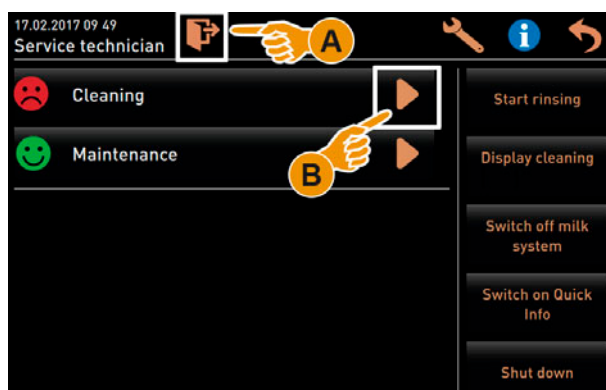 17.02.2017 09 49
Service technician
A
Cleaning
Maintenance
B
Start rinsing
Display cleaning
Switch off milk
system
Switch on Quick
Info
Shut down